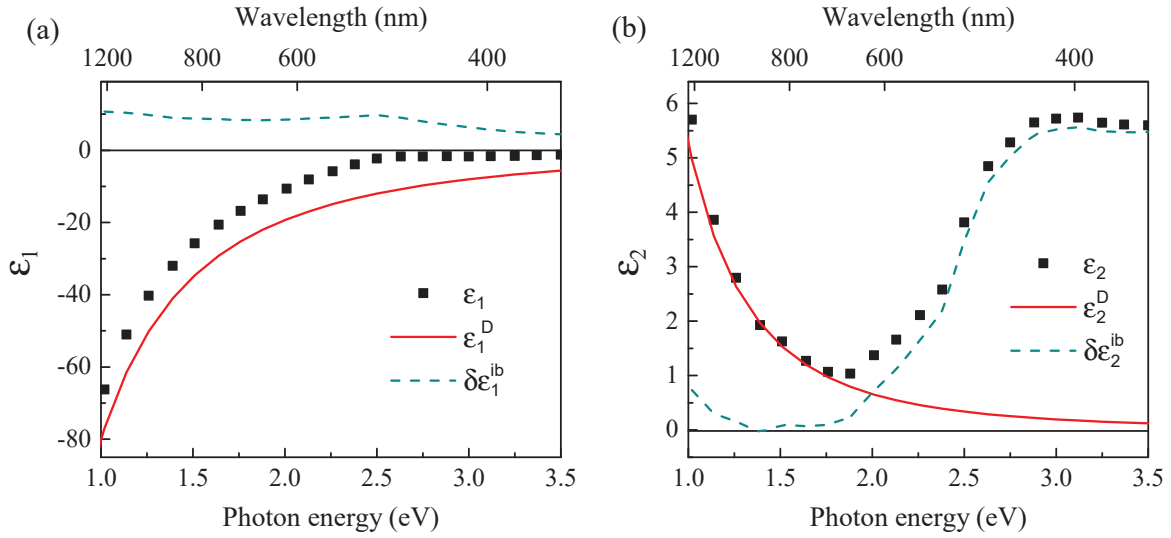 (a)
Wavelength (nm)
1200 1000 800 600 400
0
-20
-40
-60
-80
ε₁
ε₁
ε₁ᴰ
δε₁ⁱᵇ
1.0 1.5 2.0 2.5 3.0 3.5
Photon energy (eV)
(b)
Wavelength (nm)
1200 1000 800 600 400
6
5
4
3
2
1
0
ε₂
ε₂
ε₂ᴰ
δε₂ⁱᵇ
1.0 1.5 2.0 2.5 3.0 3.5
Photon energy (eV)